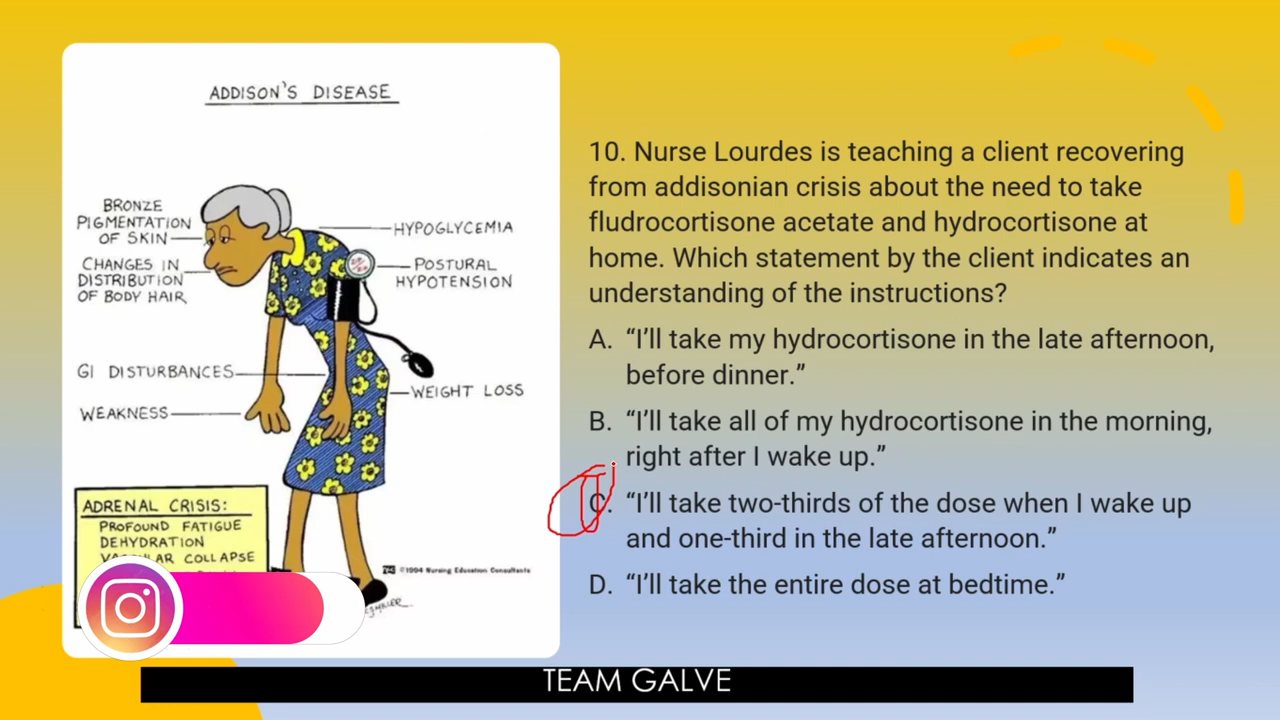 ADDISON'S DISEASE
BRONZE
PIGMENTATION
OF SKIN
CHANGES IN
DISTRIBUTION
OF BODY HAIR
GI DISTURBANCES
WEAKNESS
HYPOGLYCEMIA
POSTURAL
HYPOTENSION
WEIGHT LOSS
ADRENAL CRISIS:
PROFOUND FATIGUE
DEHYDRATION
COLLAPSE
©1994 Nursing Education Consultants
10. Nurse Lourdes is teaching a client recovering
from addisonian crisis about the need to take
fludrocortisone acetate and hydrocortisone at
home. Which statement by the client indicates an
understanding of the instructions?
A. “I’ll take my hydrocortisone in the late afternoon,
before dinner.”
B. “I’ll take all of my hydrocortisone in the morning,
right after I wake up.”
C. “I’ll take two-thirds of the dose when I wake up
and one-third in the late afternoon.”
D. “I’ll take the entire dose at bedtime.”
TEAM GALVE